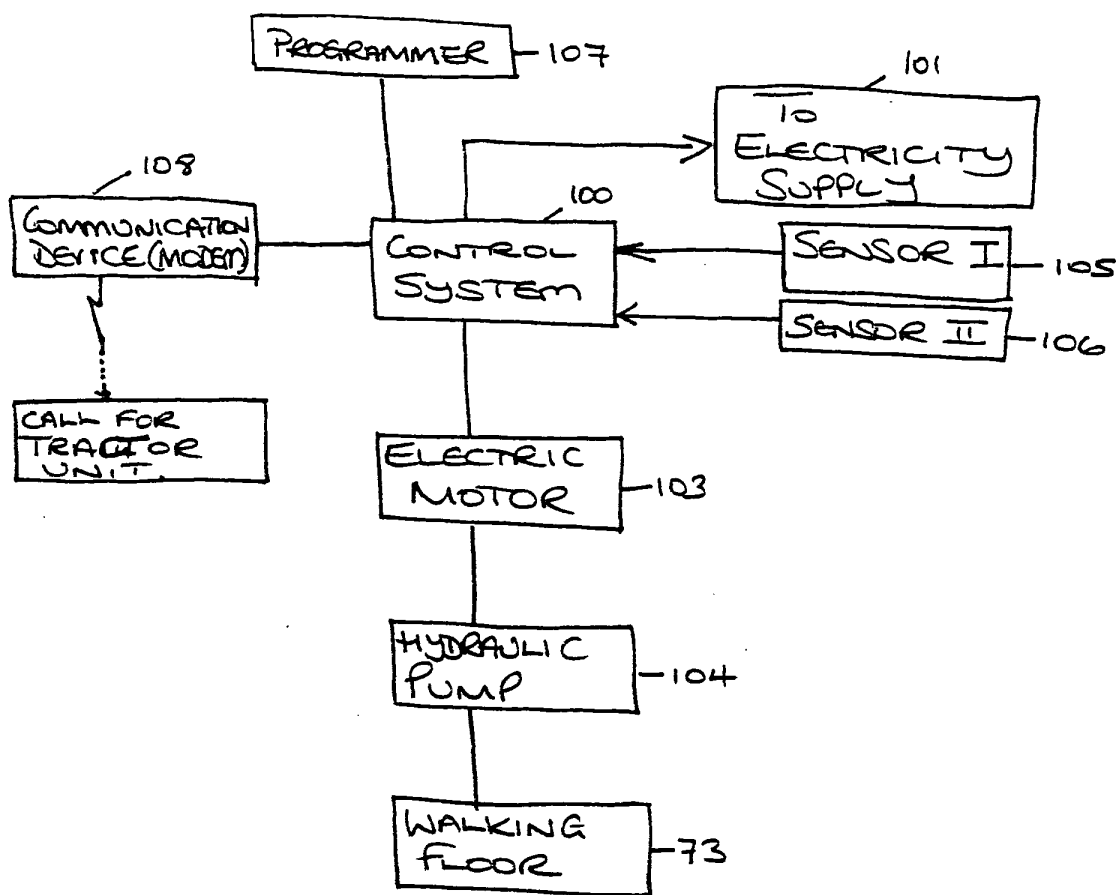 PROGRAMMER
107
101
TO
ELECTRICITY
SUPPLY
108
COMMUNICATION
DEVICE (MODEM)
100
CONTROL
SYSTEM
SENSOR I
105
SENSOR II
106
CALL FOR
TRACTOR
UNIT.
ELECTRIC
MOTOR
103
HYDRAULIC
PUMP
104
WALKING
FLOOR
73